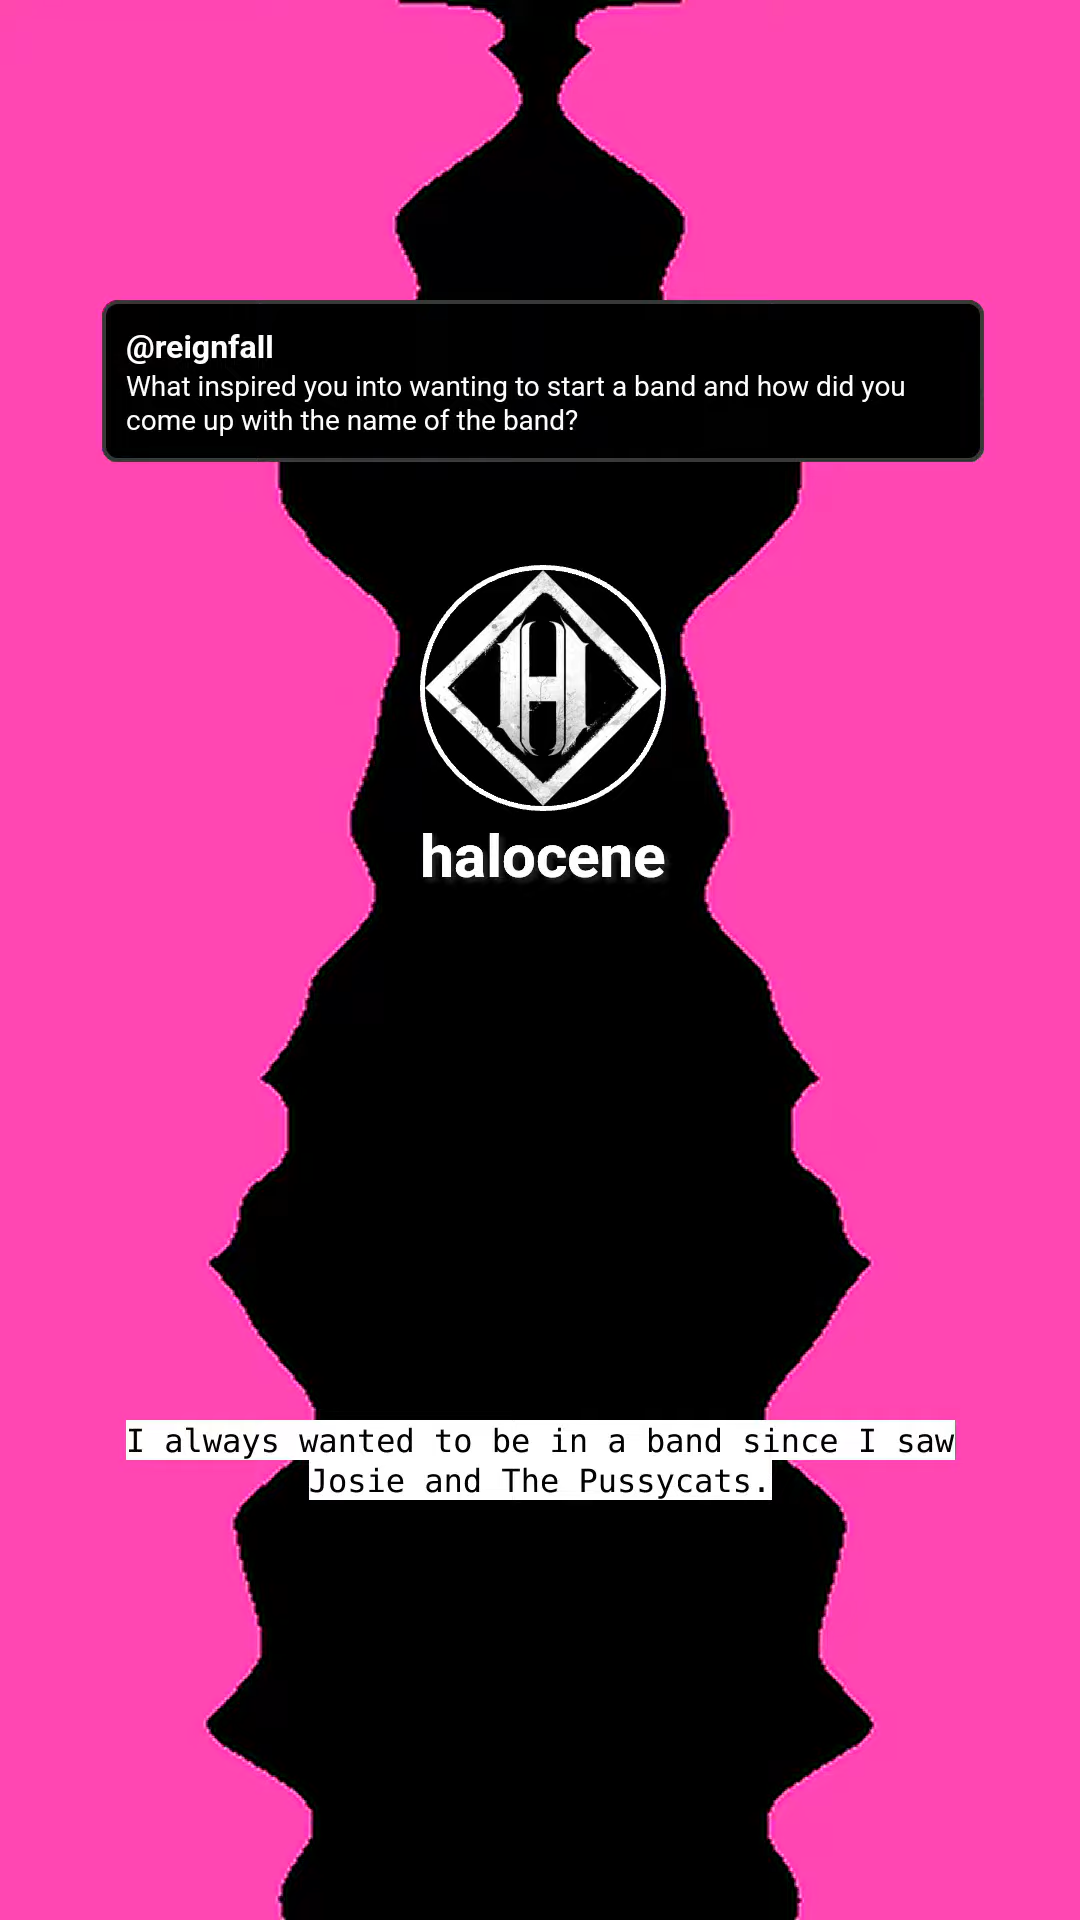 @reignfall
What inspired you into wanting to start a band and how did you
come up with the name of the band?
H
halocene
I always wanted to be in a band since I saw
Josie and The Pussycats.